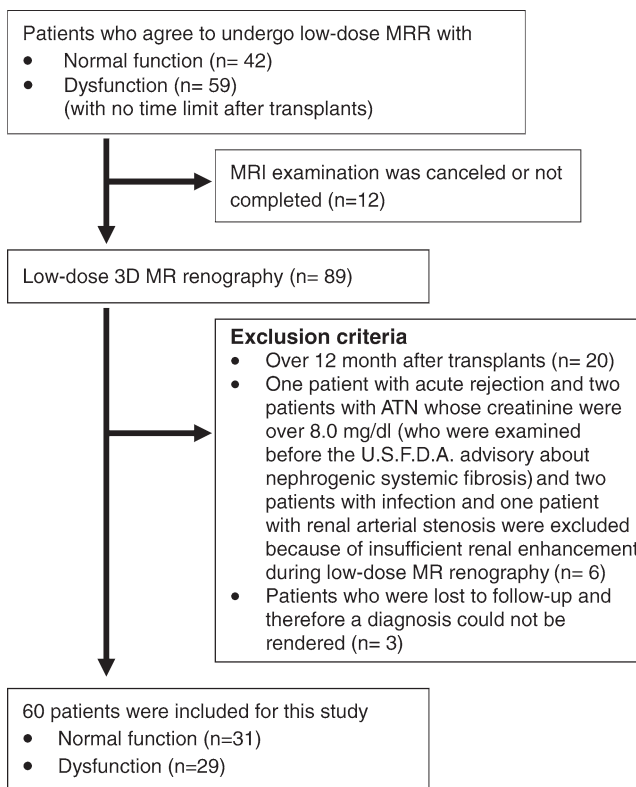 Patients who agree to undergo low-dose MRR with
● Normal function (n= 42)
● Dysfunction (n= 59)
(with no time limit after transplants)
MRI examination was canceled or not
completed (n=12)
Low-dose 3D MR renography (n= 89)
Exclusion criteria
● Over 12 month after transplants (n= 20)
● One patient with acute rejection and two
patients with ATN whose creatinine were
over 8.0 mg/dl (who were examined
before the U.S.F.D.A. advisory about
nephrogenic systemic fibrosis) and two
patients with infection and one patient
with renal arterial stenosis were excluded
because of insufficient renal enhancement
during low-dose MR renography (n= 6)
● Patients who were lost to follow-up and
therefore a diagnosis could not be
rendered (n= 3)
60 patients were included for this study
● Normal function (n=31)
● Dysfunction (n=29)